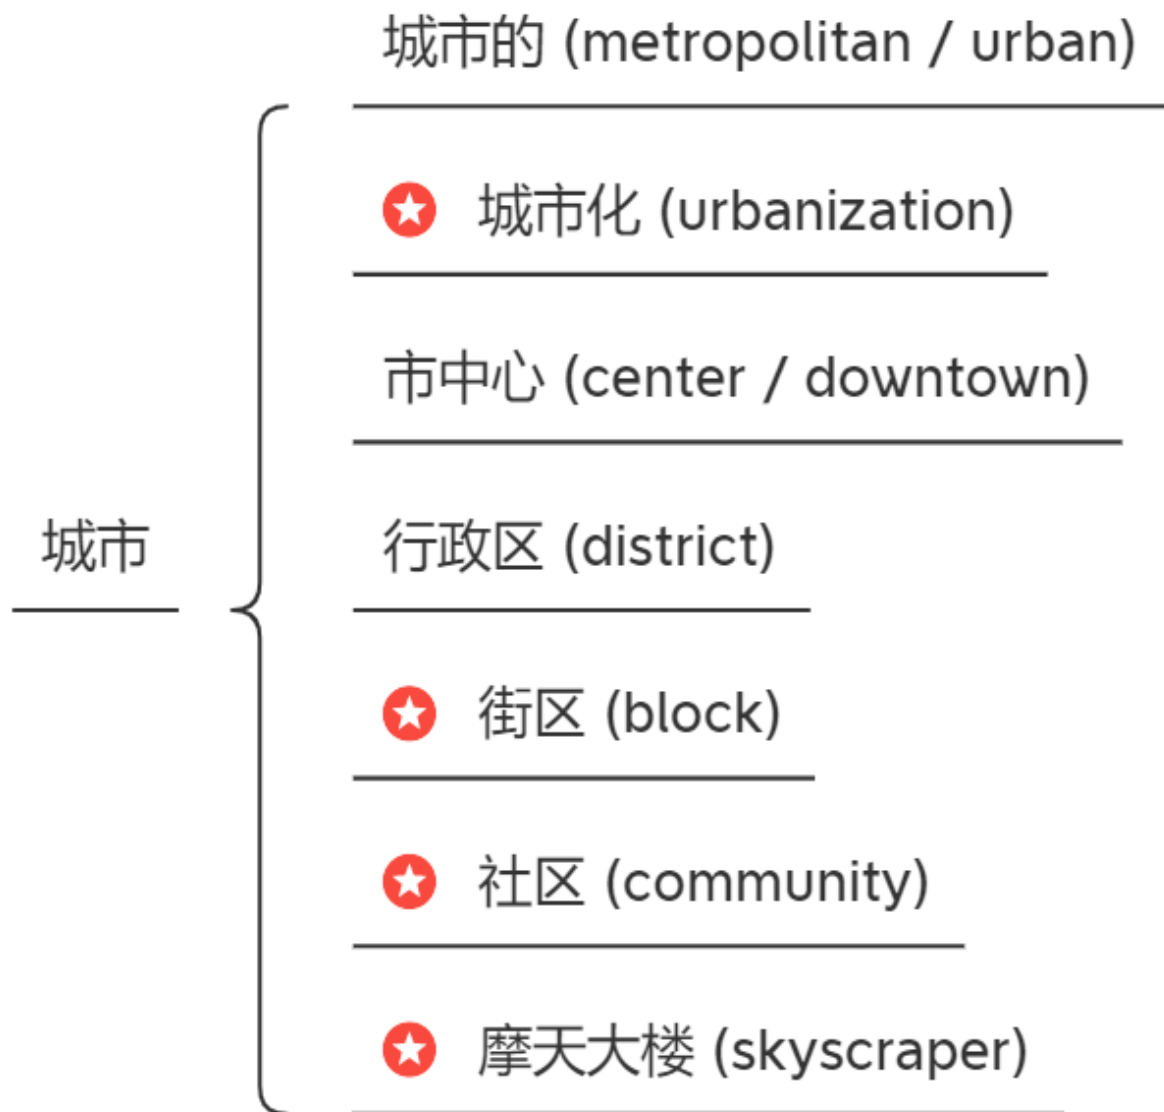 城市的 (metropolitan / urban)
城市化 (urbanization)
市中心 (center / downtown)
城市
行政区 (district)
街区 (block)
社区 (community)
摩天大楼 (skyscraper)